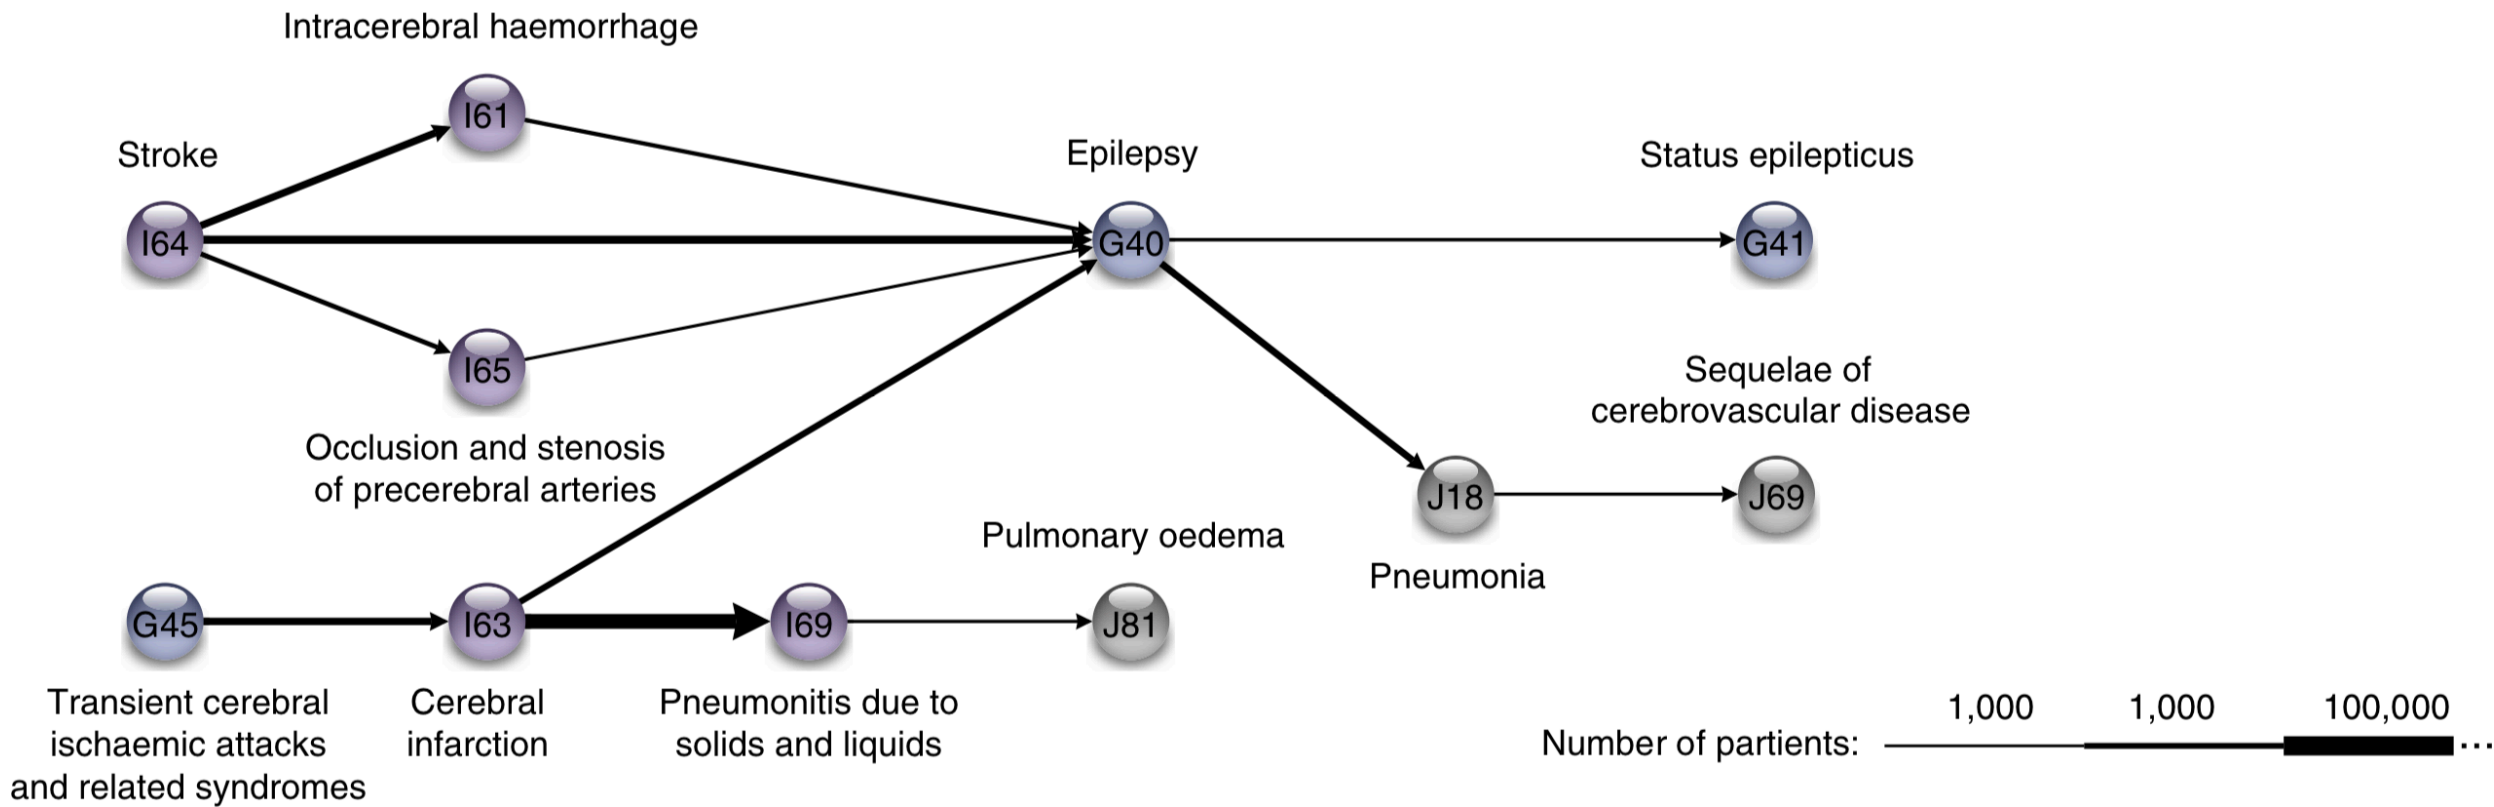 Intracerebral haemorrhage
I61
Stroke
Epilepsy
Status epilepticus
I64
G40
G41
I65
Sequelae of
cerebrovascular disease
Occlusion and stenosis
of precerebral arteries
J18
J69
Pulmonary oedema
Pneumonia
G45
I63
I69
J81
Transient cerebral
ischaemic attacks
and related syndromes
Cerebral
infarction
Pneumonitis due to
solids and liquids
1,000
1,000
100,000
Number of partients:
...